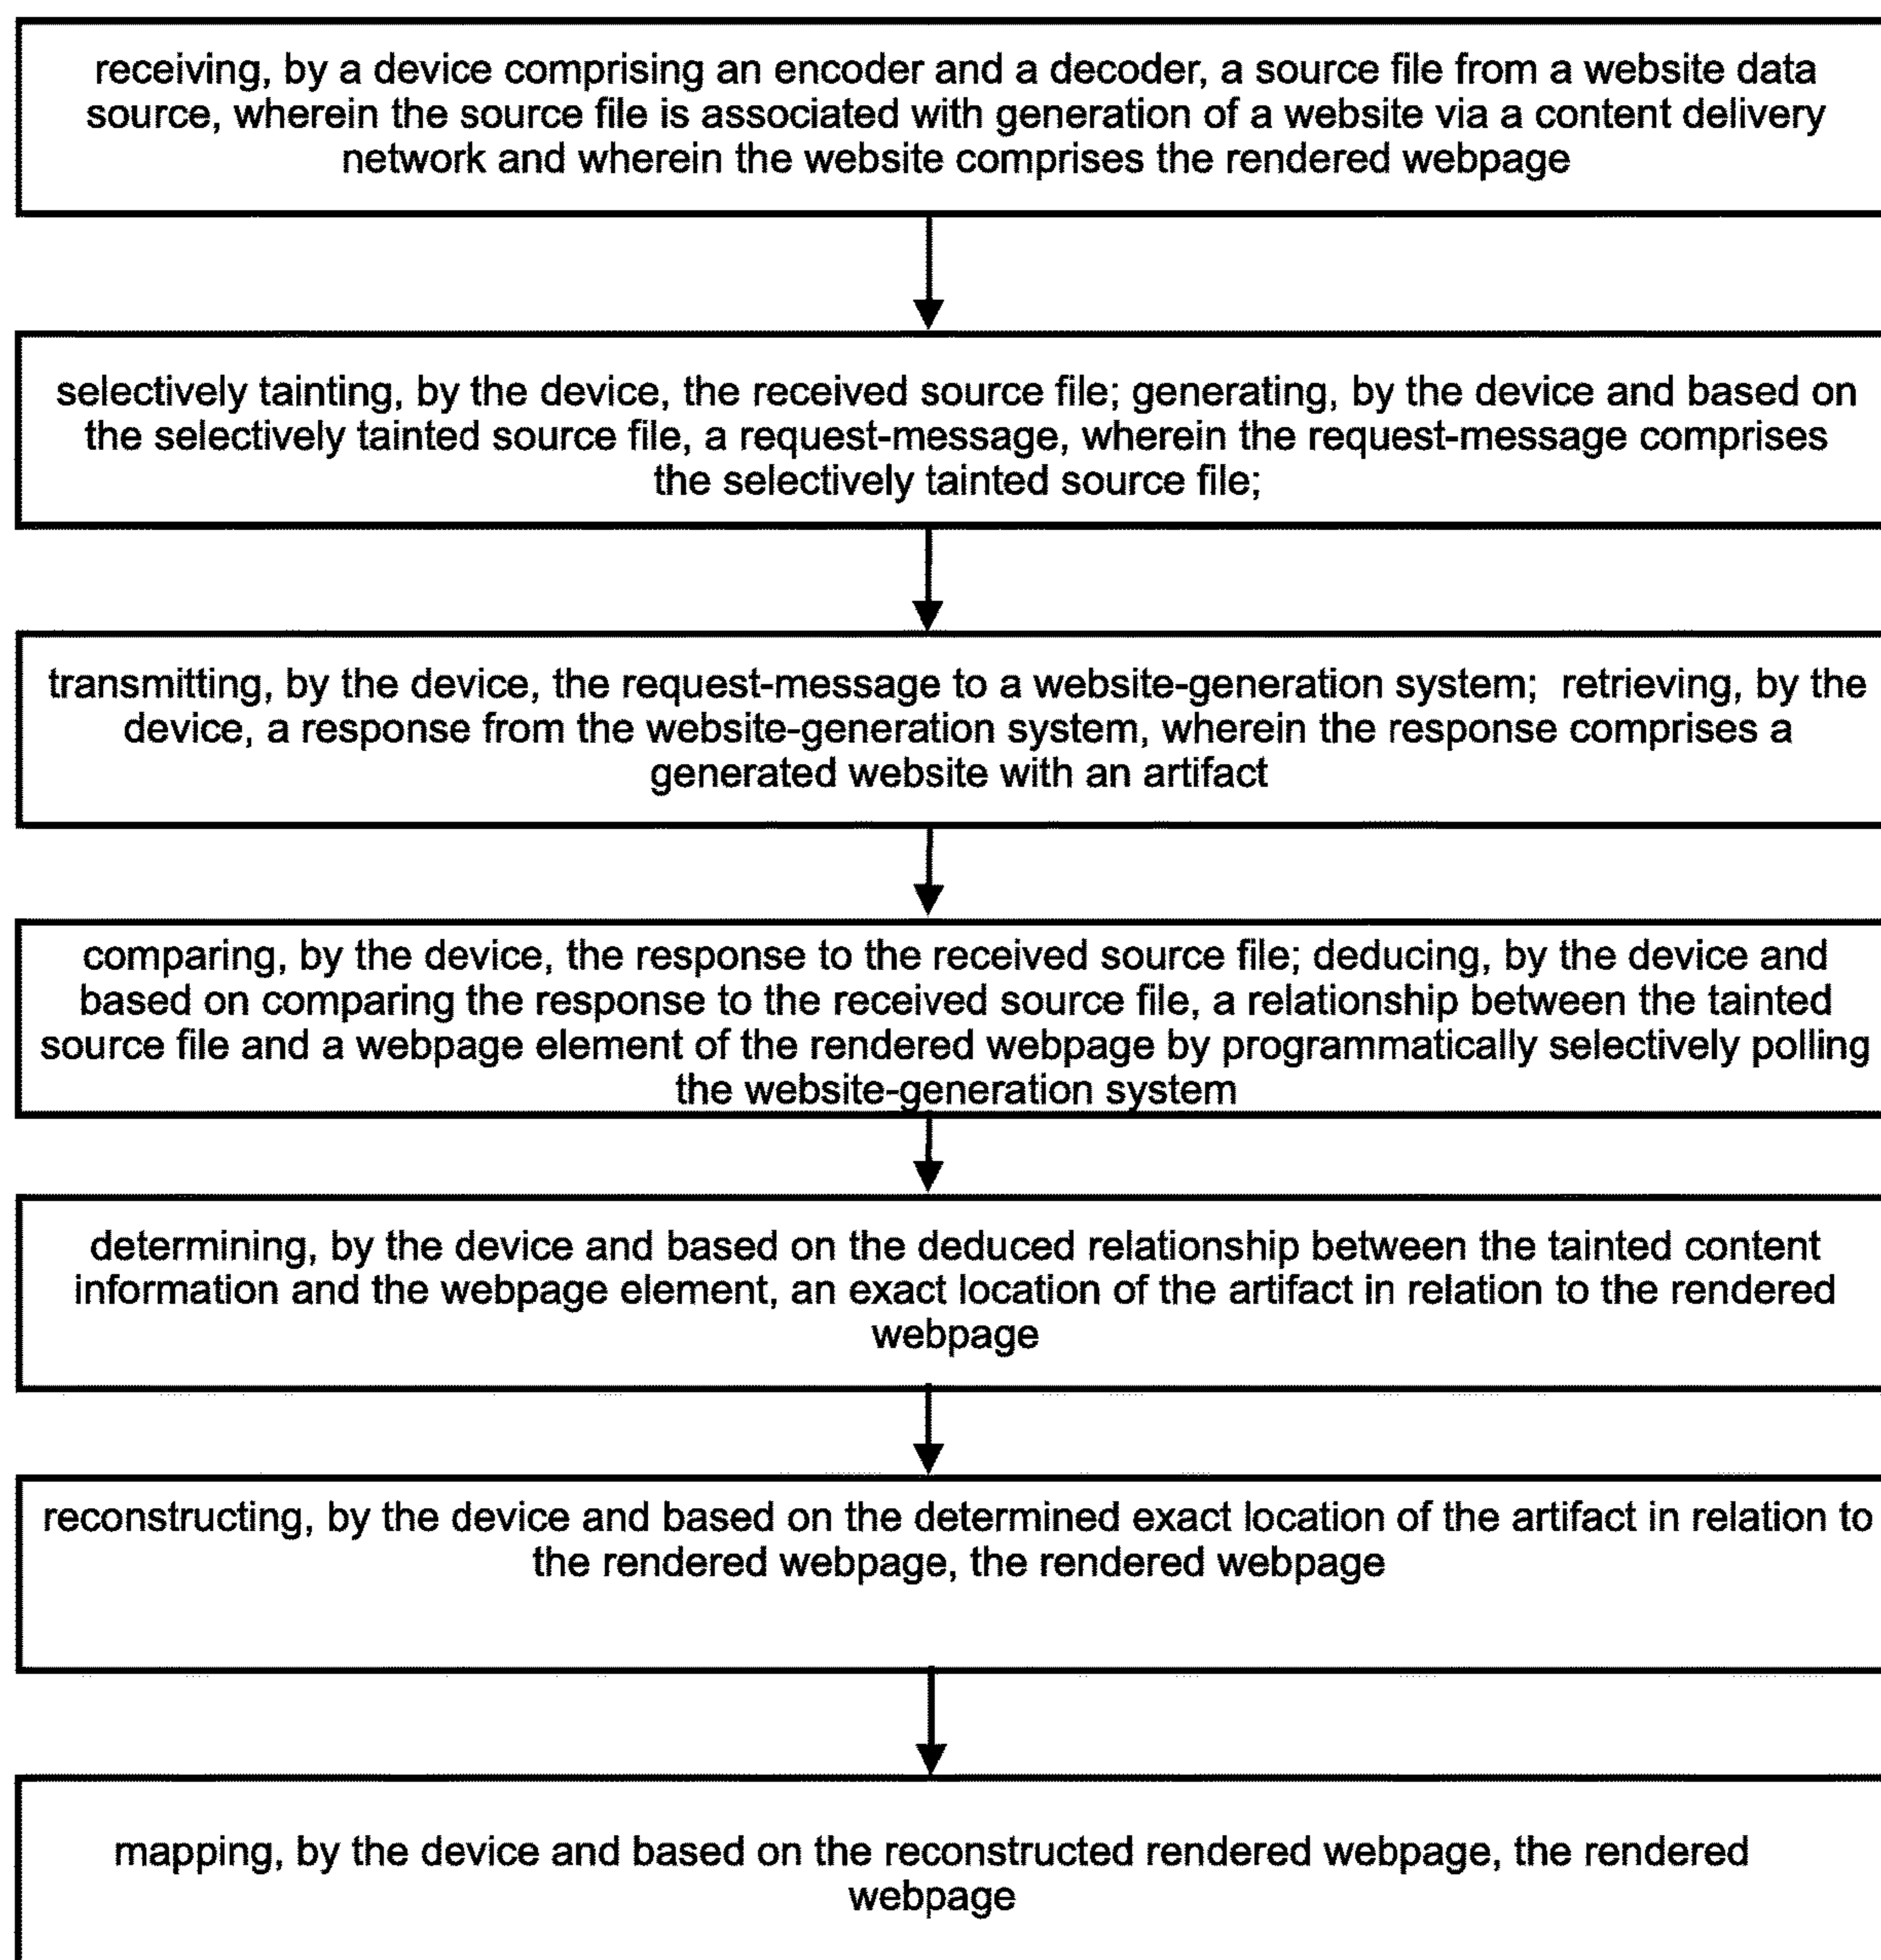 receiving, by a device comprising an encoder and a decoder, a source file from a website data
source, wherein the source file is associated with generation of a website via a content delivery
network and wherein the website comprises the rendered webpage
selectively tainting, by the device, the received source file; generating, by the device and based on
the selectively tainted source file, a request-message, wherein the request-message comprises
the selectively tainted source file;
transmitting, by the device, the request-message to a website-generation system;  retrieving, by the
device, a response from the website-generation system, wherein the response comprises a
generated website with an artifact
comparing, by the device, the response to the received source file; deducing, by the device and
based on comparing the response to the received source file, a relationship between the tainted
source file and a webpage element of the rendered webpage by programmatically selectively polling
the website-generation system
determining, by the device and based on the deduced relationship between the tainted content
information and the webpage element, an exact location of the artifact in relation to the rendered
webpage
reconstructing, by the device and based on the determined exact location of the artifact in relation to
the rendered webpage, the rendered webpage
mapping, by the device and based on the reconstructed rendered webpage, the rendered
webpage